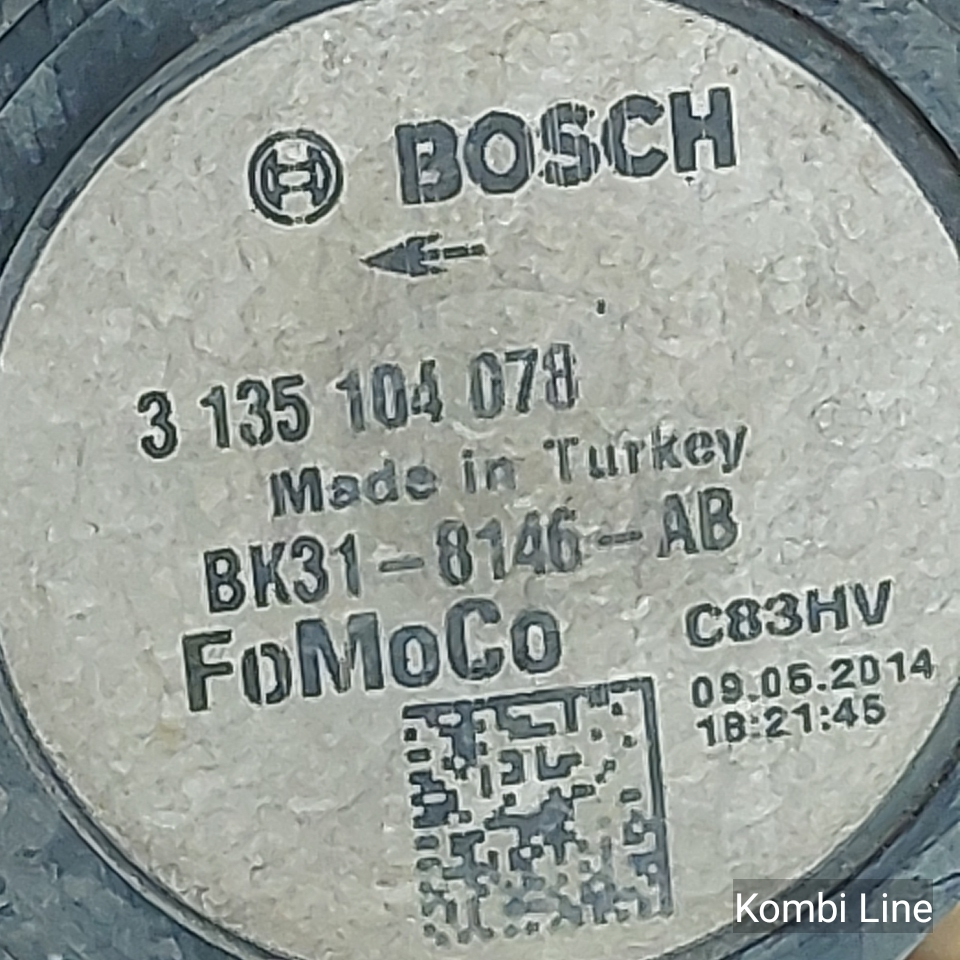 BOSCH
3 135 104 078
Made in Turkey
BK31-8146-AB
FoMoCo
C83HV
09.05.2014
18:21:45
Kombi Line